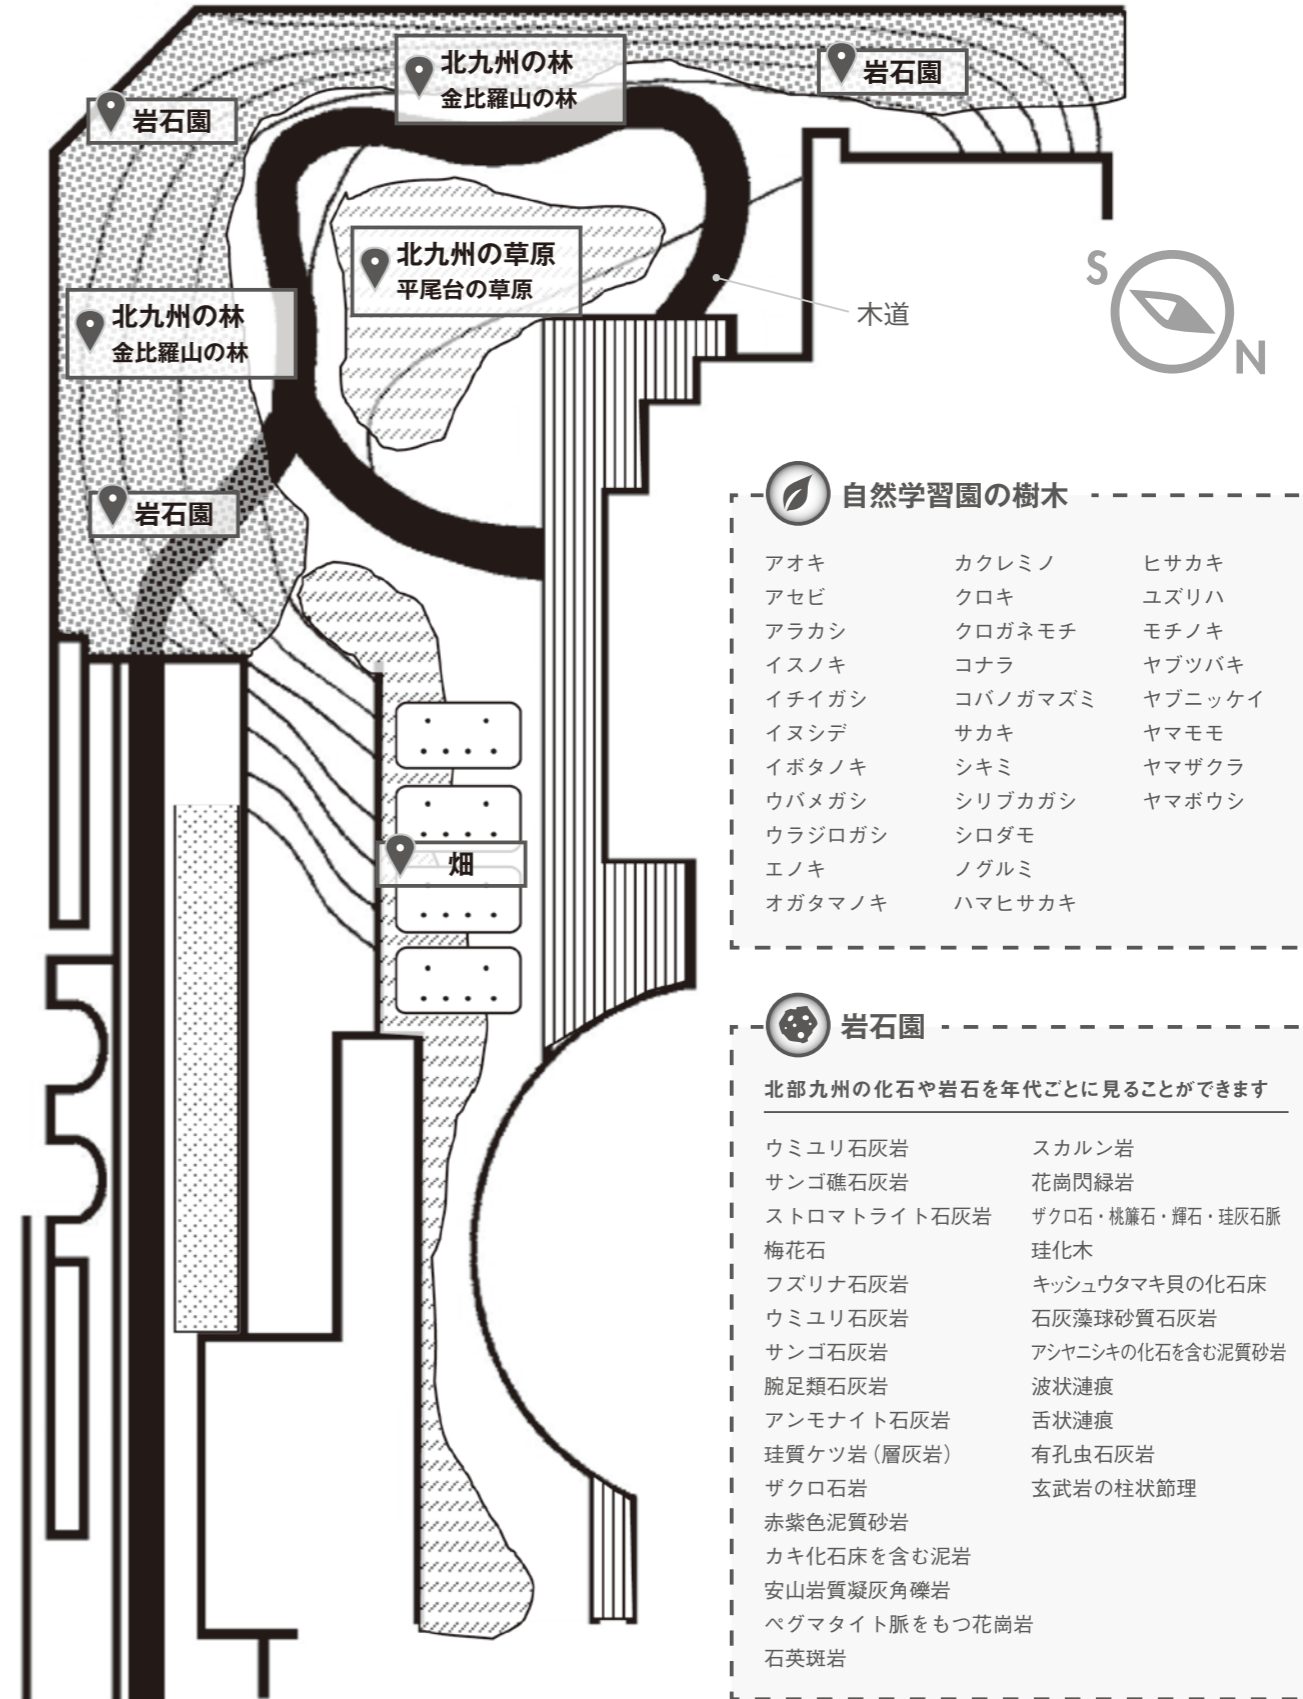 北九州の林
金比羅山の林
岩石園
岩石園
北九州の草原
平尾台の草原
北九州の林
金比羅山の林
木道
S
N
岩石園
畑
自然学習園の樹木
アオキ
アセビ
アラカシ
イスノキ
イチイガシ
イヌシデ
イボタノキ
ウバメガシ
ウラジロガシ
エノキ
オガタマノキ
カクレミノ
クロキ
クロガネモチ
コナラ
コバノガマズミ
サカキ
シキミ
シリブカガシ
シロダモ
ノグルミ
ハマヒサカキ
ヒサカキ
ユズリハ
モチノキ
ヤブツバキ
ヤブニッケイ
ヤマモモ
ヤマザクラ
ヤマボウシ
岩石園
北部九州の化石や岩石を年代ごとに見ることができます
ウミユリ石灰岩
サンゴ礁石灰岩
ストロマトライト石灰岩
梅花石
フズリナ石灰岩
ウミユリ石灰岩
サンゴ石灰岩
腕足類石灰岩
アンモナイト石灰岩
珪質ケツ岩（層灰岩）
ザクロ石岩
赤紫色泥質砂岩
カキ化石床を含む泥岩
安山岩質凝灰角礫岩
ペグマタイト脈をもつ花崗岩
石英斑岩
スカルン岩
花崗閃緑岩
ザクロ石・桃簾石・輝石・珪灰石脈
珪化木
キッシュウタマキ貝の化石床
石灰藻球砂質石灰岩
アシヤニシキの化石を含む泥質砂岩
波状漣痕
舌状漣痕
有孔虫石灰岩
玄武岩の柱状節理